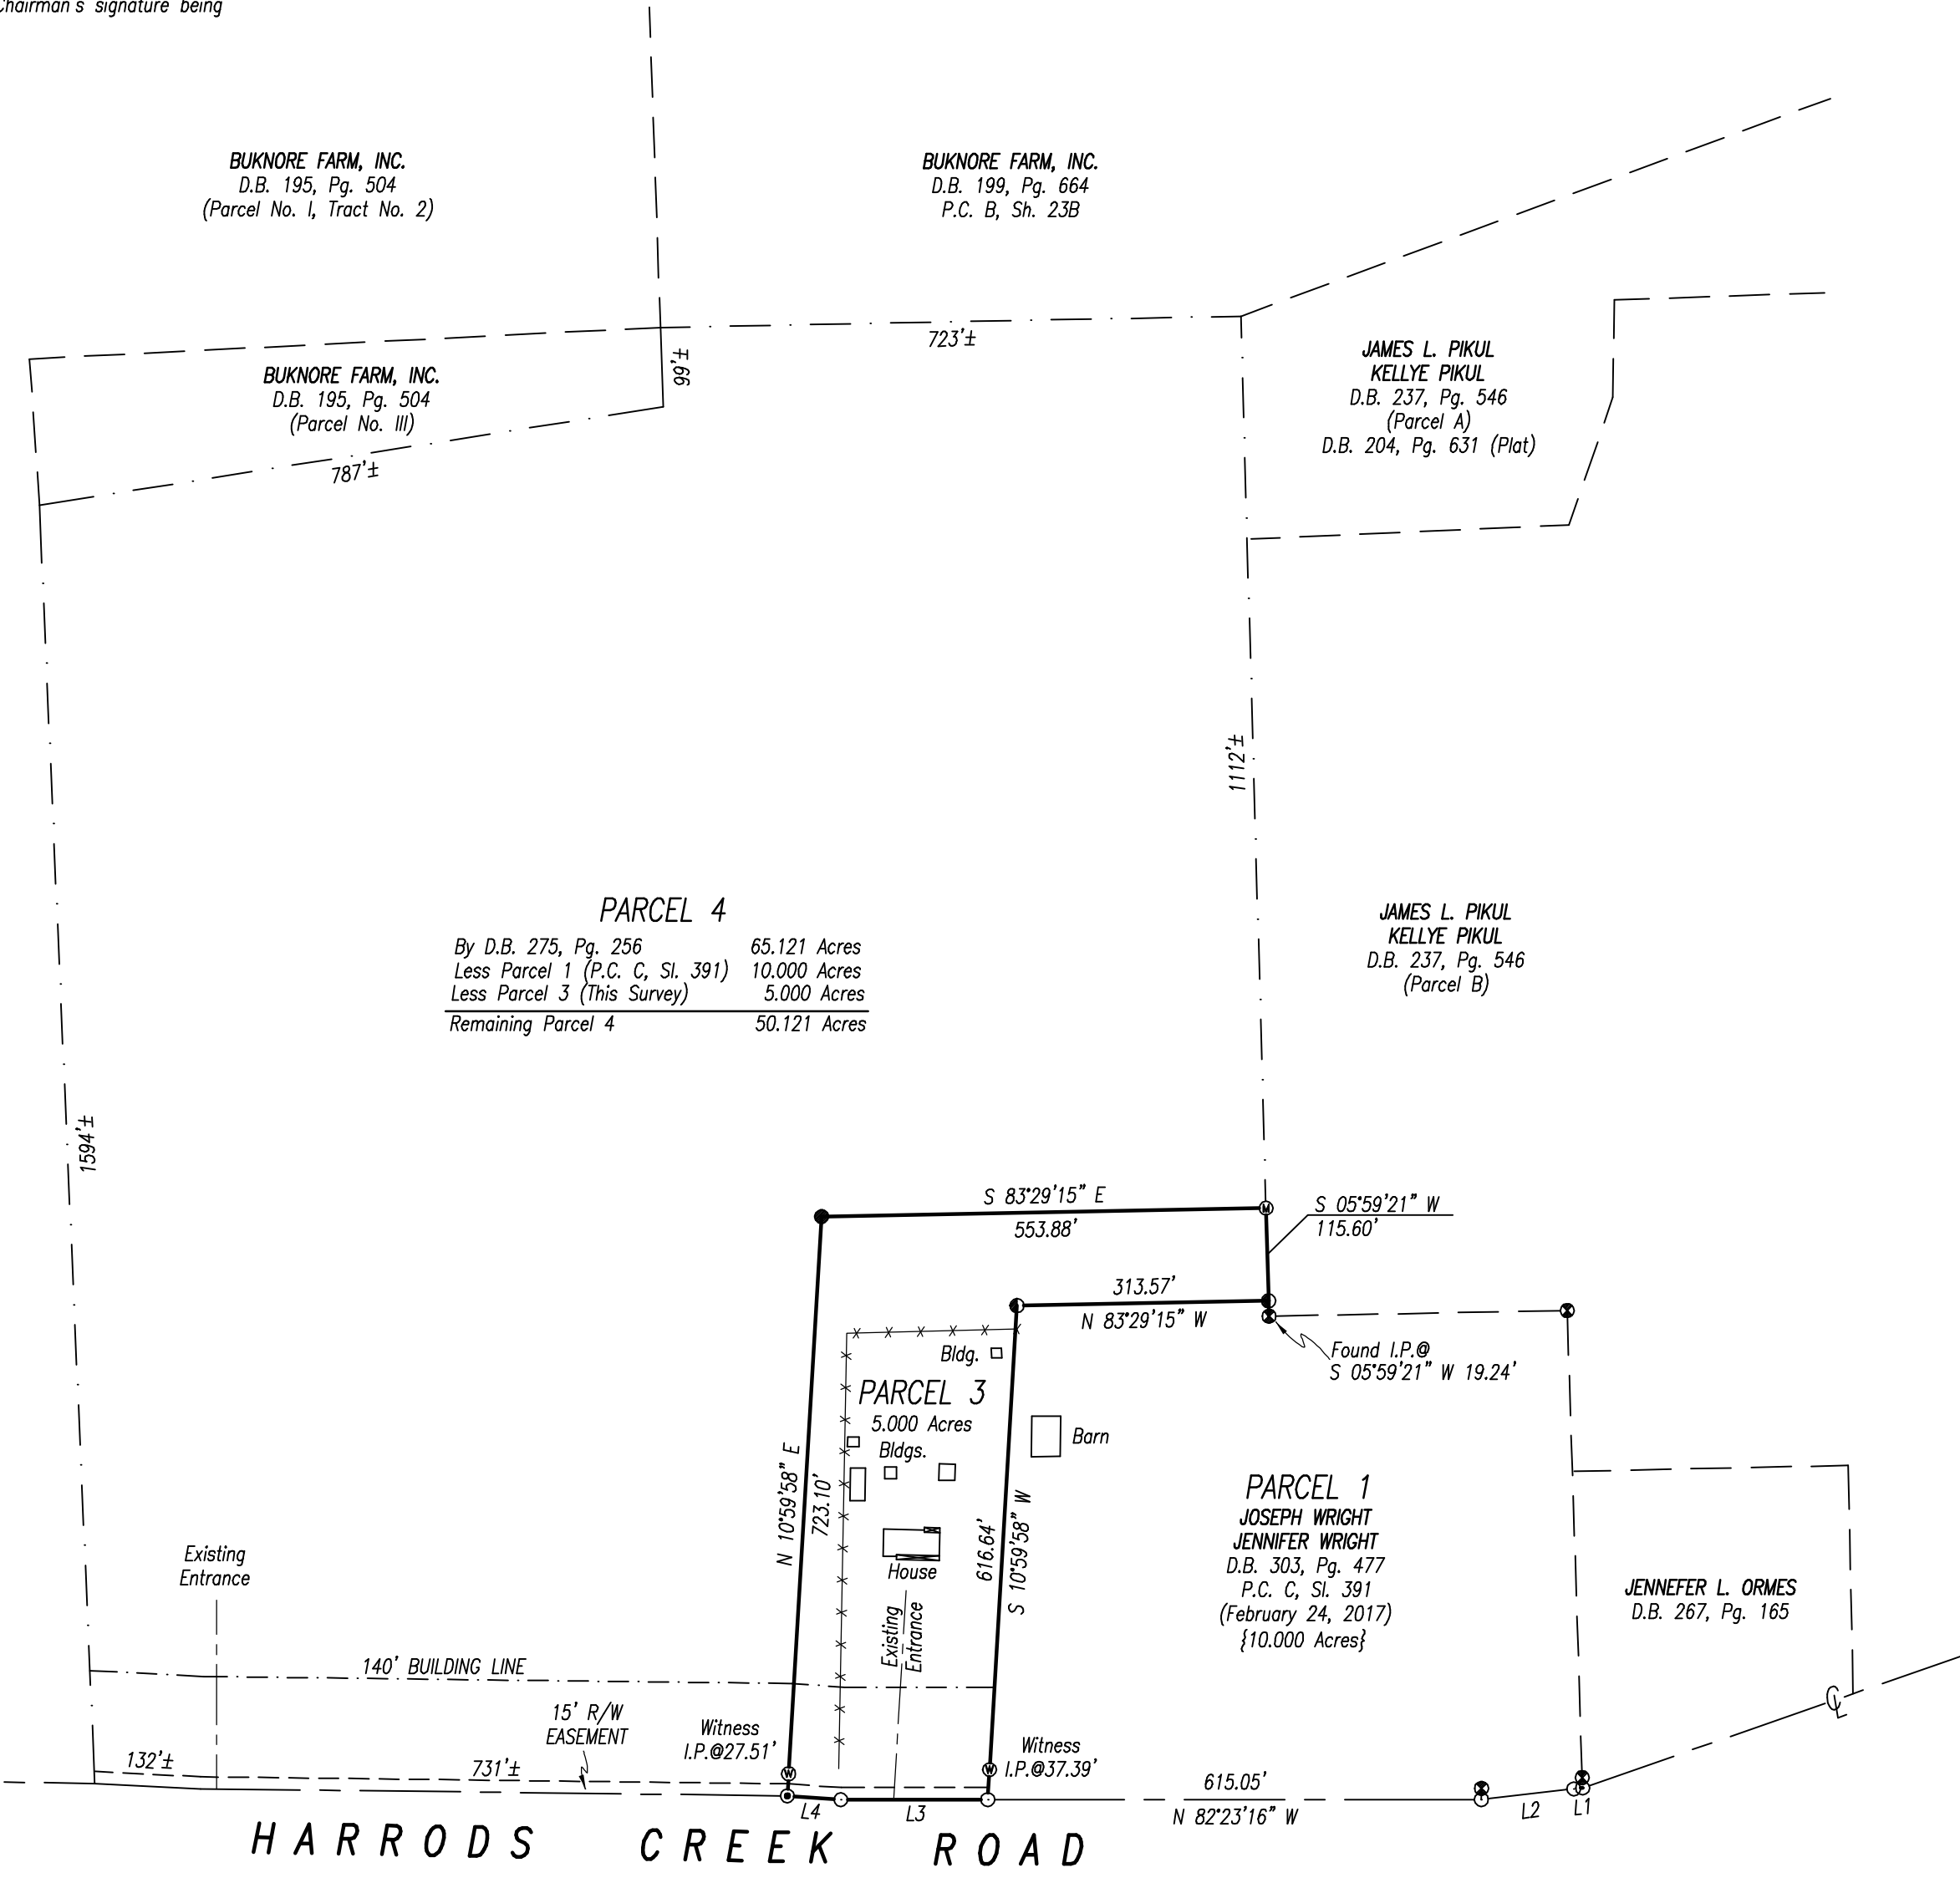 Chairman's signature being
BUKNORE FARM, INC.
D.B. 195, Pg. 504
(Parcel No. I, Tract No. 2)
BUKNORE FARM, INC.
D.B. 199, Pg. 664
P.C. B, Sh. 23B
723'±
99'±
BUKNORE FARM, INC.
D.B. 195, Pg. 504
(Parcel No. III)
787'±
JAMES L. PIKUL
KELLYE PIKUL
D.B. 237, Pg. 546
(Parcel A)
D.B. 204, Pg. 631 (Plat)
1112'±
PARCEL 4
By D.B. 275, Pg. 256 65.121 Acres
Less Parcel 1 (P.C. C, Sl. 391) 10.000 Acres
Less Parcel 3 (This Survey) 5.000 Acres
Remaining Parcel 4 50.121 Acres
JAMES L. PIKUL
KELLYE PIKUL
D.B. 237, Pg. 546
(Parcel B)
1594'±
S 83°29'15" E
553.88'
M
S 05°59'21" W
115.60'
313.57'
N 83°29'15" W
Found I.P.@
S 05°59'21" W 19.24'
Bldg.
PARCEL 3
5.000 Acres
Bldgs.
House
Existing
Entrance
N 10°59'58" E
723.10'
616.64'
S 10°59'58" W
Barn
PARCEL 1
JOSEPH WRIGHT
JENNIFER WRIGHT
D.B. 303, Pg. 477
P.C. C, Sl. 391
(February 24, 2017)
{10.000 Acres}
JENNEFER L. ORMES
D.B. 267, Pg. 165
Existing
Entrance
140' BUILDING LINE
15' R/W
EASEMENT
Witness
I.P.@27.51'
W
W
Witness
I.P.@37.39'
132'±
731'±
L4
L3
615.05'
N 82°23'16" W
L2
L1
CL
HARRODS CREEK ROAD